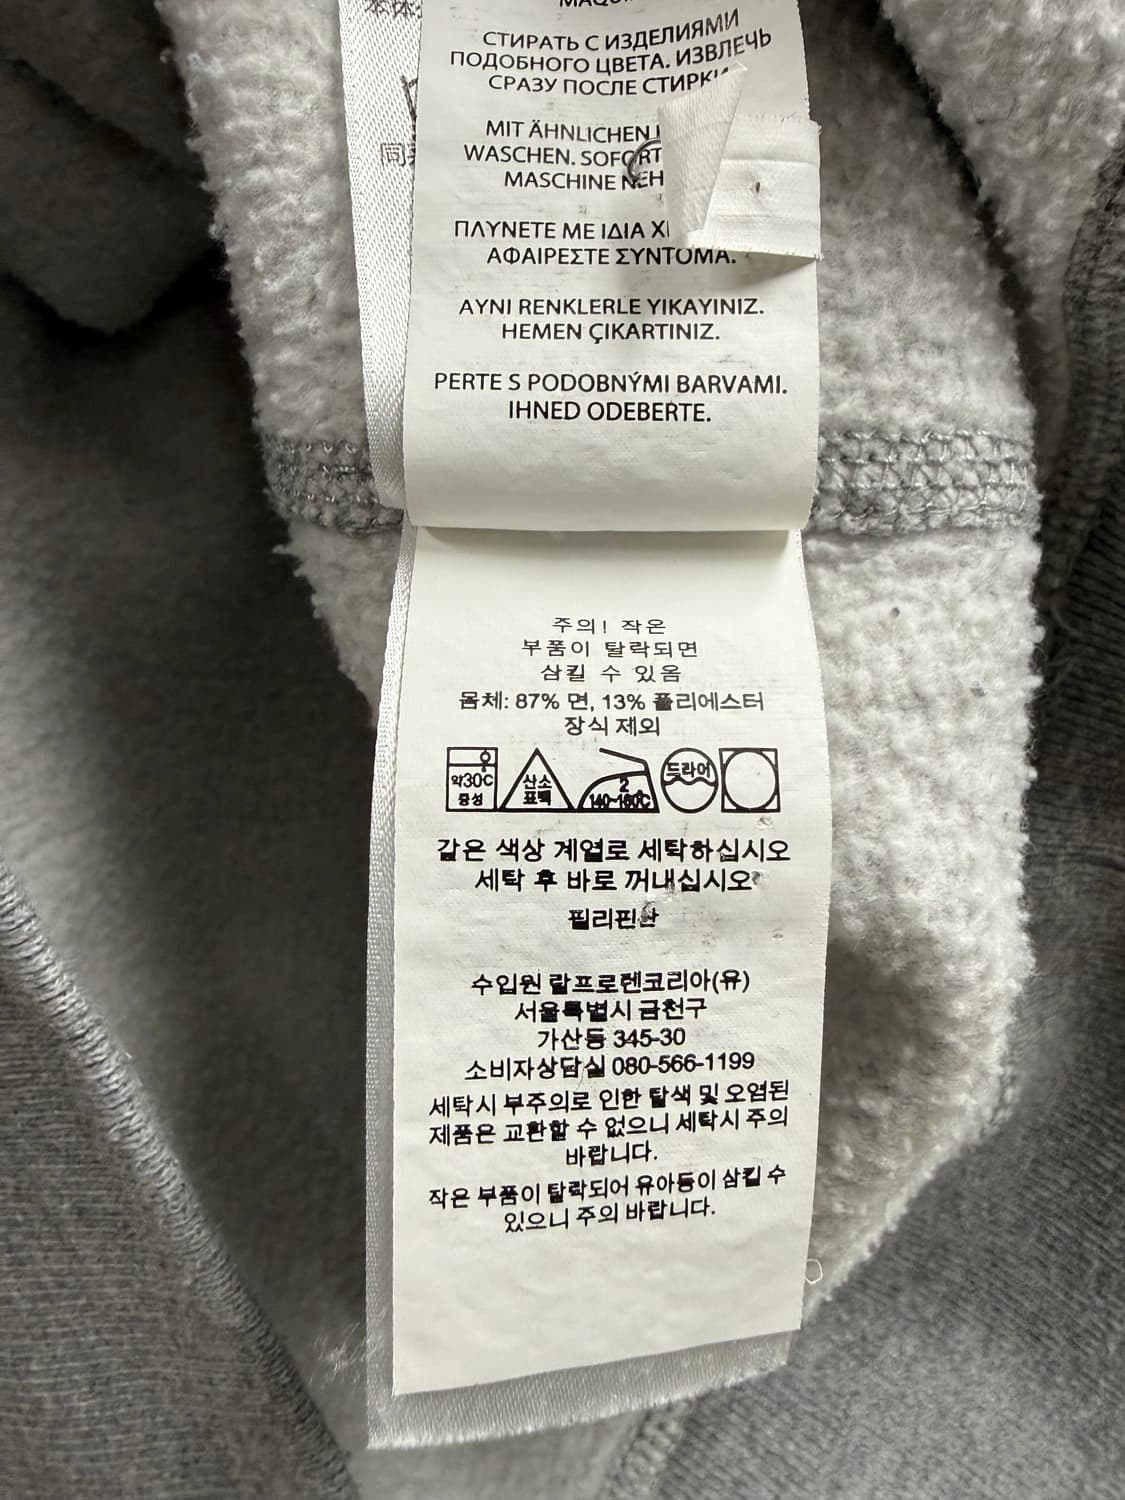 СТИРАТЬ С ИЗДЕЛИЯМИ
ПОДОБНОГО ЦВЕТА. ИЗВЛЕЧЬ
СРАЗУ ПОСЛЕ СТИРКИ
MIT ÄHNLICHEN
WASCHEN. SOFORT
MASCHINE NEH
ΠΛΥΝΕΤΕ ΜΕ ΙΔΙΑ
ΑΦΑΙΡΕΣΤΕ ΣΥΝΤΟΜΑ.
AYNI RENKLERLE YIKAYINIZ.
HEMEN ÇIKARTINIZ.
PERTE S PODOBNÝMI BARVAMI.
IHNED ODEBERTE.
주의! 작은
부품이 탈락되면
삼킬 수 있음
몸체: 87% 면, 13% 폴리에스터
장식 제외
약30℃
중성
산소
표백
2
140~160℃
드라이
같은 색상 계열로 세탁하십시오
세탁 후 바로 꺼내십시오
필리핀산
수입원 랄프로렌코리아(유)
서울특별시 금천구
가산동 345-30
소비자상담실 080-566-1199
세탁시 부주의로 인한 탈색 및 오염된
제품은 교환할 수 없으니 세탁시 주의
바랍니다.
작은 부품이 탈락되어 유아등이 삼킬 수
있으니 주의 바랍니다.